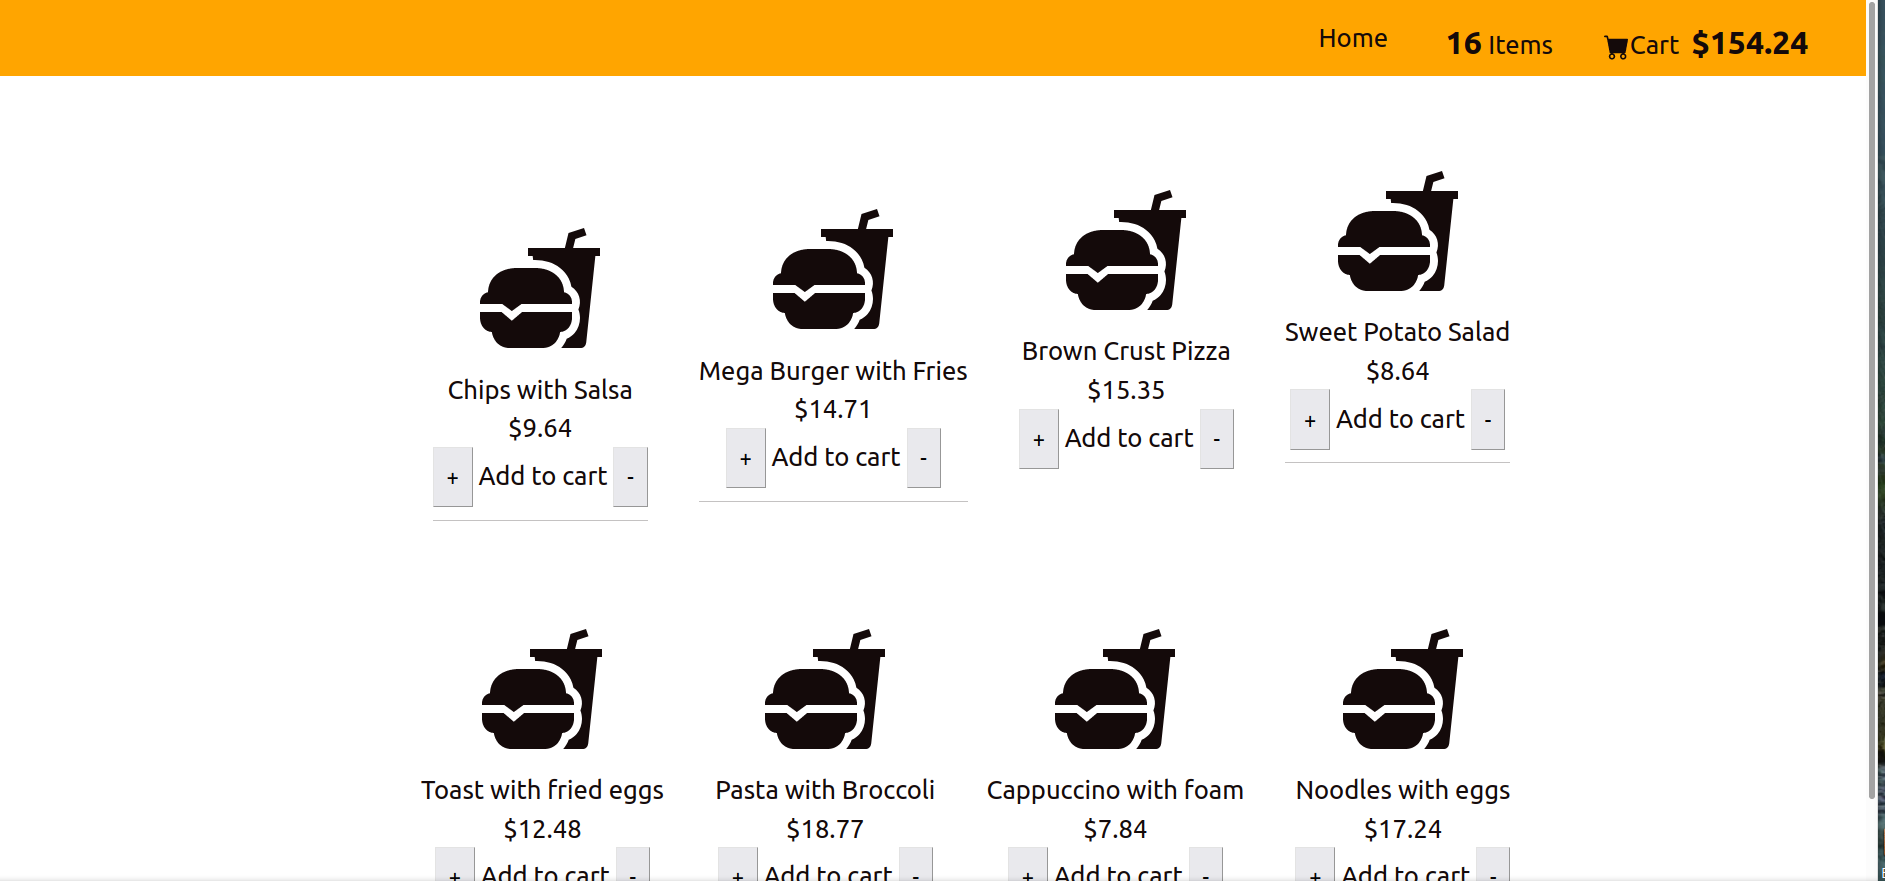 Home 16 Items Cart $154.24
Chips with Salsa
$9.64
+ Add to cart -
Mega Burger with Fries
$14.71
+ Add to cart -
Brown Crust Pizza
$15.35
+ Add to cart -
Sweet Potato Salad
$8.64
+ Add to cart -
Toast with fried eggs
$12.48
+ Add to cart -
Pasta with Broccoli
$18.77
+ Add to cart -
Cappuccino with foam
$7.84
+ Add to cart -
Noodles with eggs
$17.24
+ Add to cart -